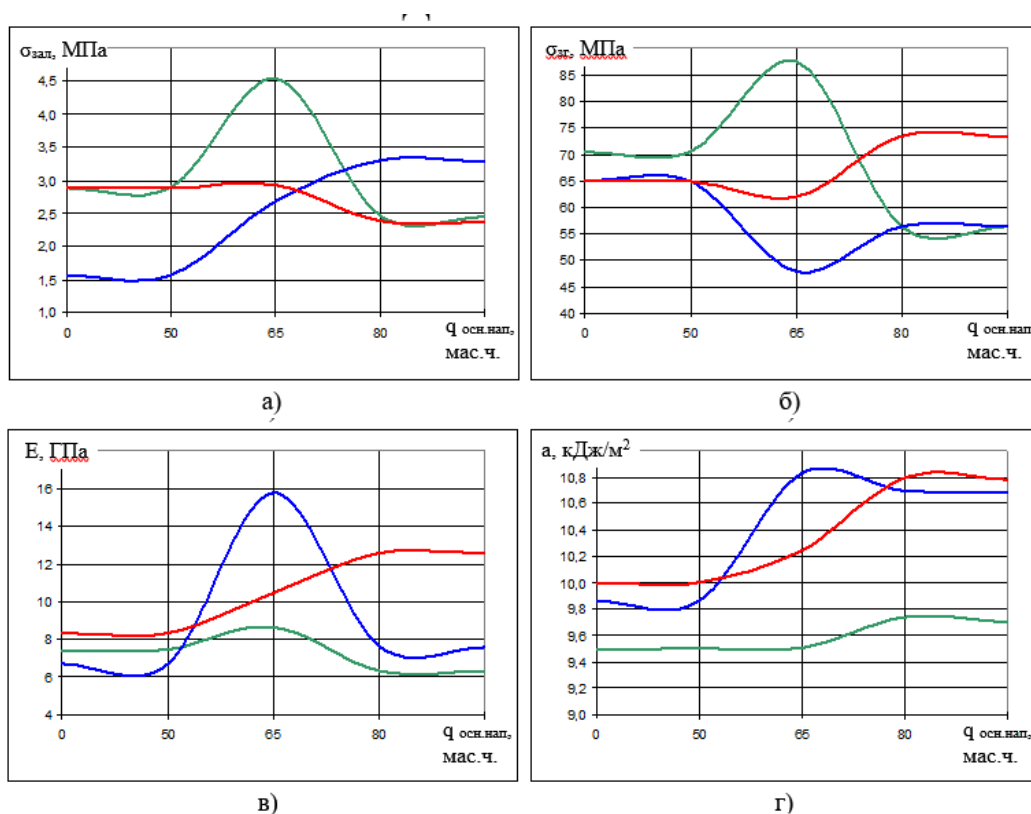 σзал, МПа
4,5
4,0
3,5
3,0
2,5
2,0
1,5
1,0
0 50 65 80 q осн.нап,
мас.ч.
а)
σзг, МПа
85
80
75
70
65
60
55
50
45
40
0 50 65 80 q осн.нап,
мас.ч.
б)
Е, ГПа
16
14
12
10
8
6
4
0 50 65 80 q осн.нап,
мас.ч.
в)
а, кДж/м²
10,8
10,6
10,4
10,2
10,0
9,8
9,6
9,4
9,2
9,0
0 50 65 80 q осн.нап,
мас.ч.
г)